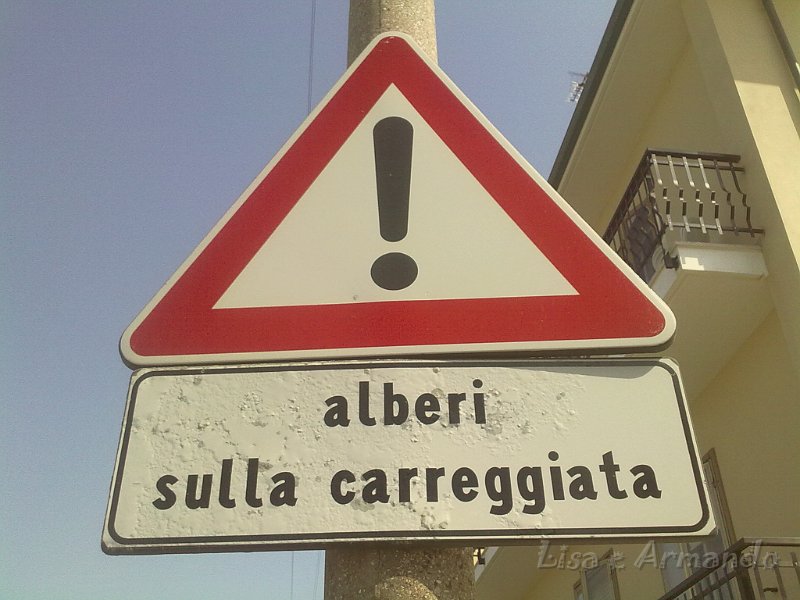 alberi
sulla carreggiata
Lisa e Armando